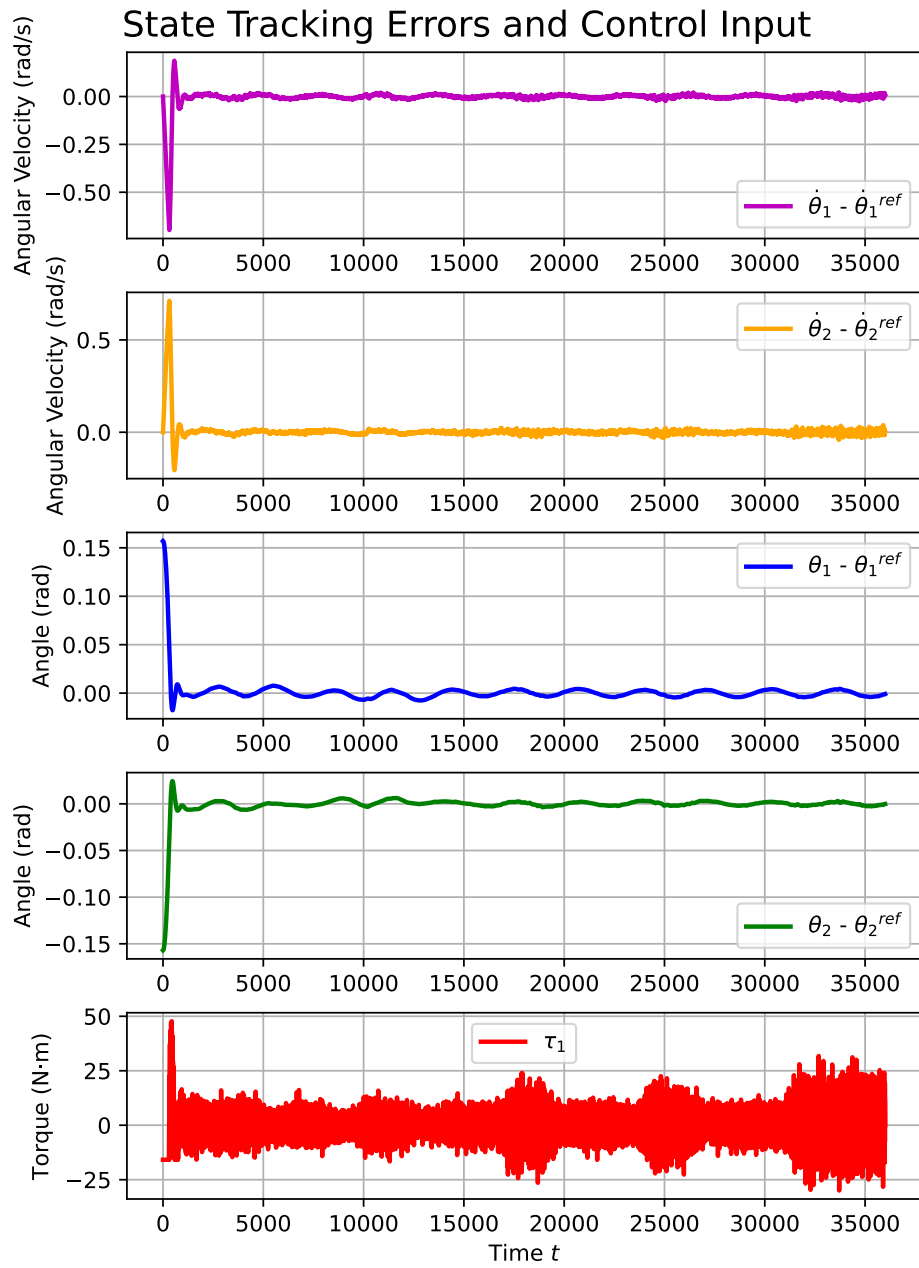 State Tracking Errors and Control Input
Angular Velocity (rad/s)
0.00
−0.25
−0.50
θ̇₁ - θ̇₁ʳᵉᶠ
0 5000 10000 15000 20000 25000 30000 35000
Angular Velocity (rad/s)
0.5
0.0
θ̇₂ - θ̇₂ʳᵉᶠ
0 5000 10000 15000 20000 25000 30000 35000
Angle (rad)
0.15
0.10
0.05
0.00
θ₁ - θ₁ʳᵉᶠ
0 5000 10000 15000 20000 25000 30000 35000
Angle (rad)
0.00
−0.05
−0.10
−0.15
θ₂ - θ₂ʳᵉᶠ
0 5000 10000 15000 20000 25000 30000 35000
Torque (N·m)
50
25
0
−25
τ₁
0 5000 10000 15000 20000 25000 30000 35000
Time t